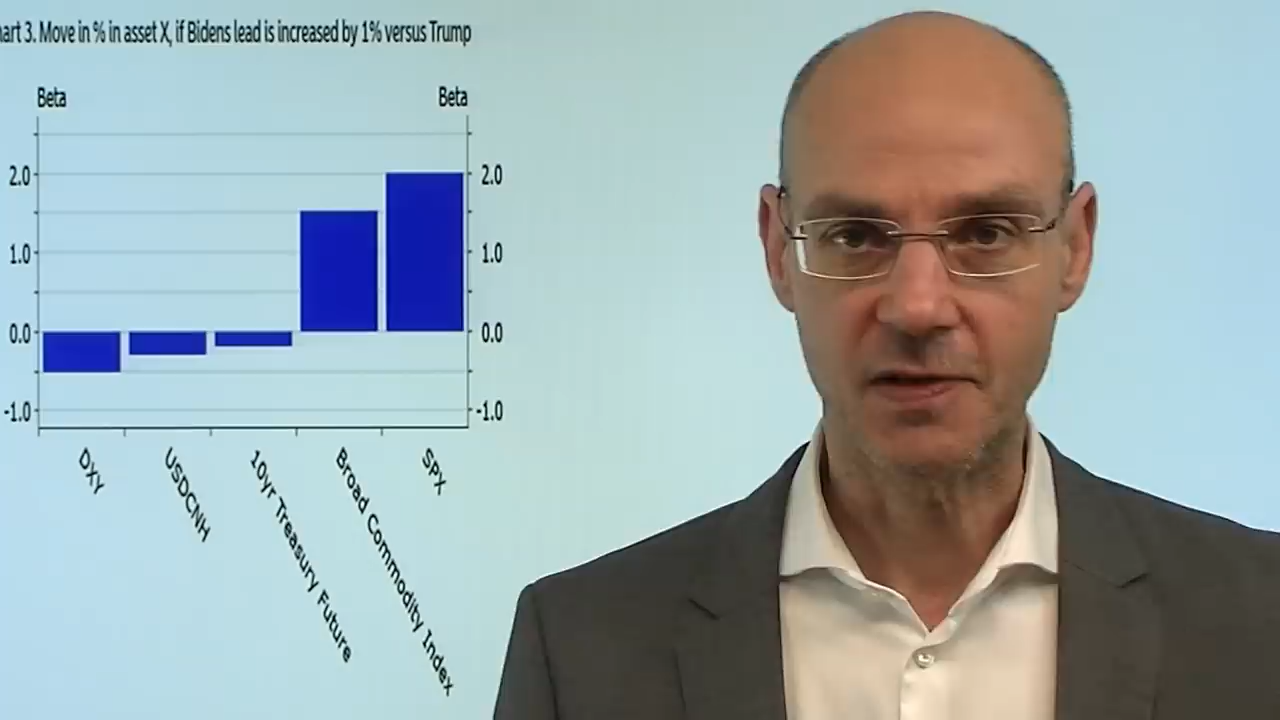 art 3. Move in % in asset X, if Bidens lead is increased by 1% versus Trump
Beta Beta
2.0 2.0
1.0 1.0
0.0 0.0
-1.0 -1.0
DXY
USDCNH
10yr Treasury Future
Broad Commodity Index
SPX